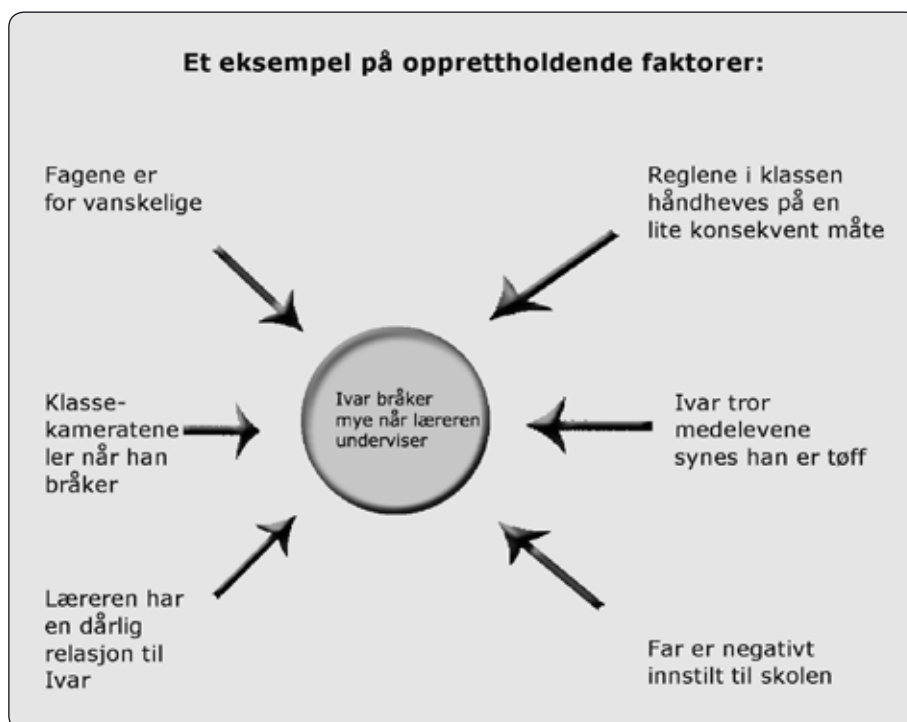 Et eksempel på opprettholdende faktorer:
Fagene er
for vanskelige
Reglene i klassen
håndheves på en
lite konsekvent måte
Klasse-
kameratene
ler når han
bråker
Ivar bråker
mye når læreren
underviser
Ivar tror
medelevene
synes han er tøff
Læreren har
en dårlig
relasjon til
Ivar
Far er negativt
innstilt til skolen